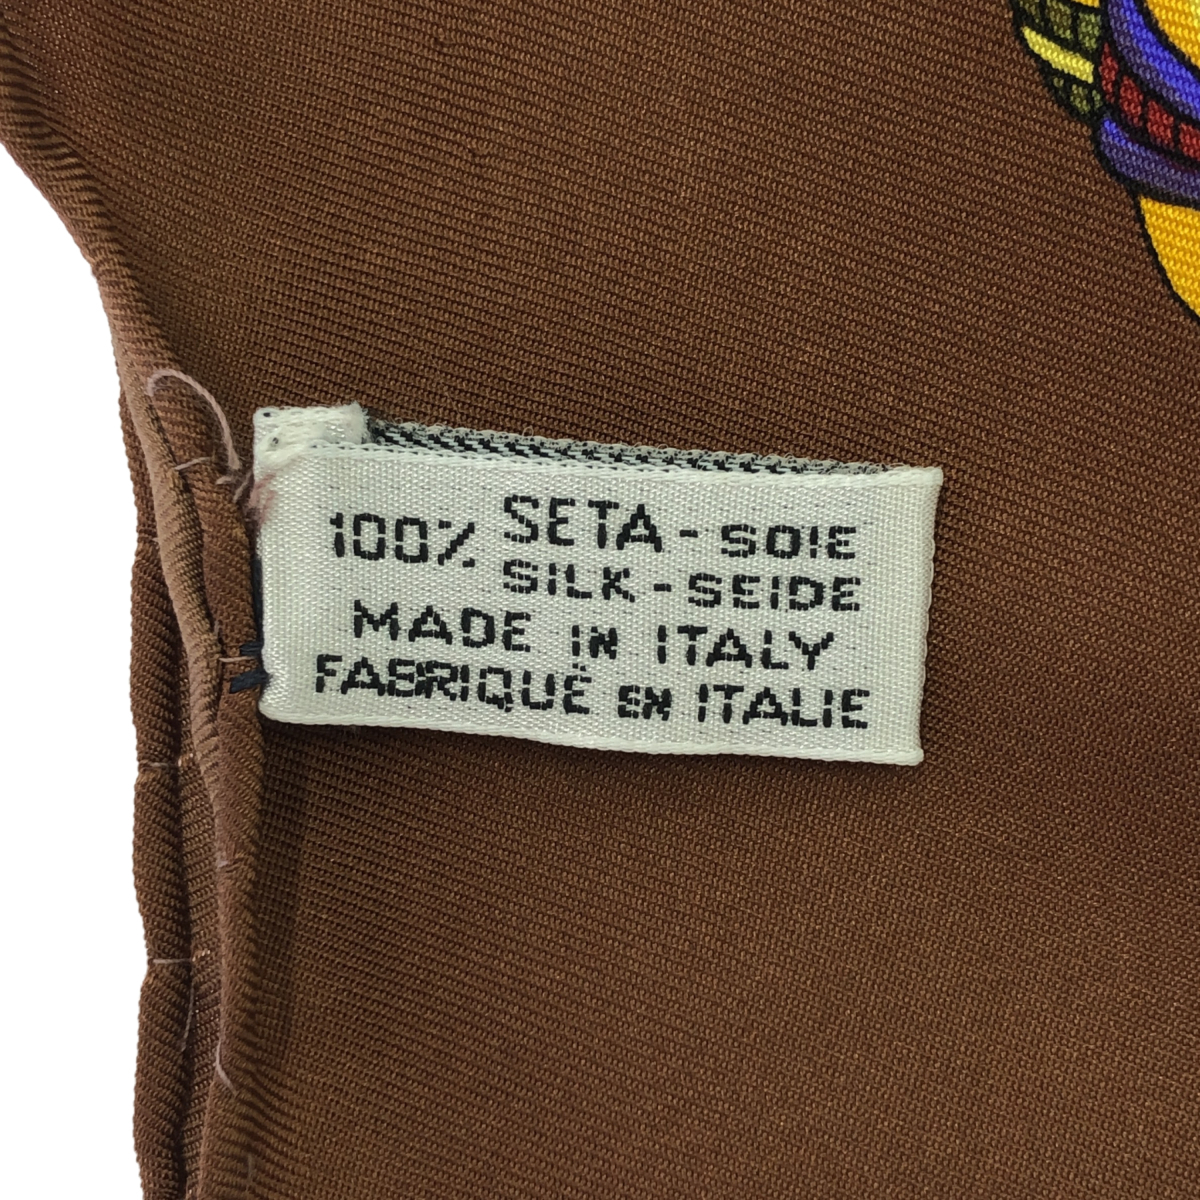 100% SETA - SOIE
SILK - SEIDE
MADE IN ITALY
FABRIQUÉ EN ITALIE